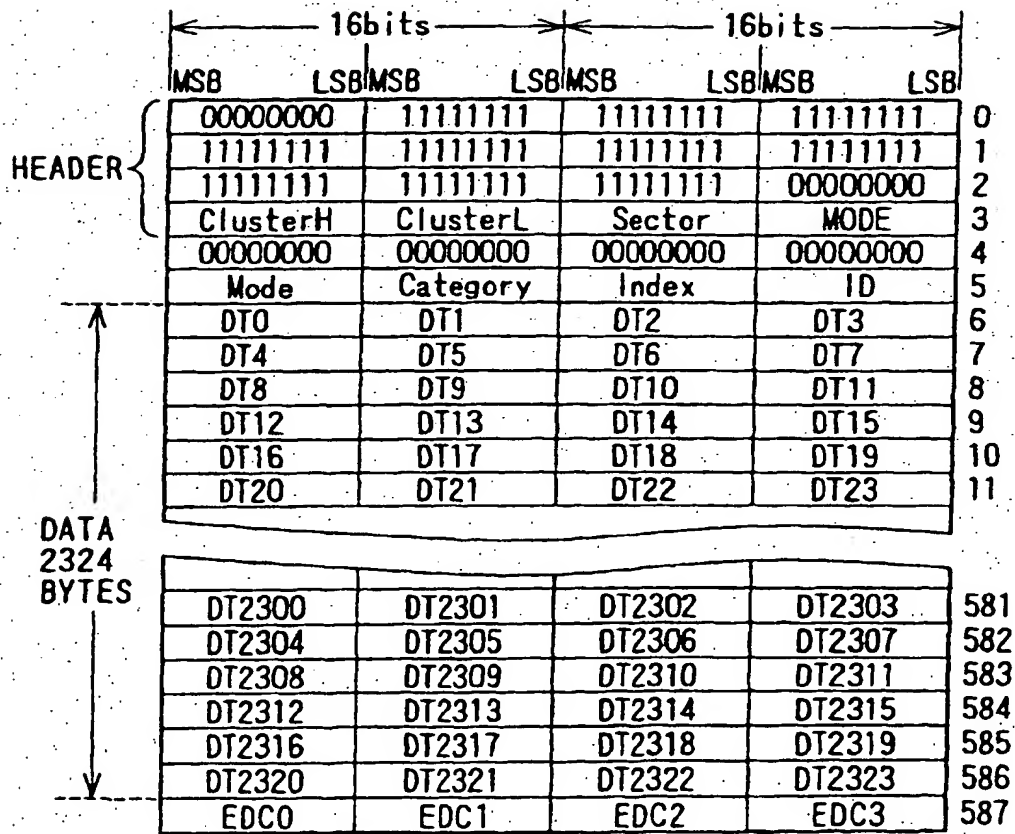 16bits 16bits
MSB LSB MSB LSB MSB LSB MSB LSB
00000000 11111111 11111111 11111111 0
11111111 11111111 11111111 11111111 1
HEADER
11111111 11111111 11111111 00000000 2
ClusterH ClusterL Sector MODE 3
00000000 00000000 00000000 00000000 4
Mode Category Index ID 5
DT0 DT1 DT2 DT3 6
DT4 DT5 DT6 DT7 7
DT8 DT9 DT10 DT11 8
DT12 DT13 DT14 DT15 9
DT16 DT17 DT18 DT19 10
DT20 DT21 DT22 DT23 11
DATA
2324
BYTES
DT2300 DT2301 DT2302 DT2303 581
DT2304 DT2305 DT2306 DT2307 582
DT2308 DT2309 DT2310 DT2311 583
DT2312 DT2313 DT2314 DT2315 584
DT2316 DT2317 DT2318 DT2319 585
DT2320 DT2321 DT2322 DT2323 586
EDC0 EDC1 EDC2 EDC3 587